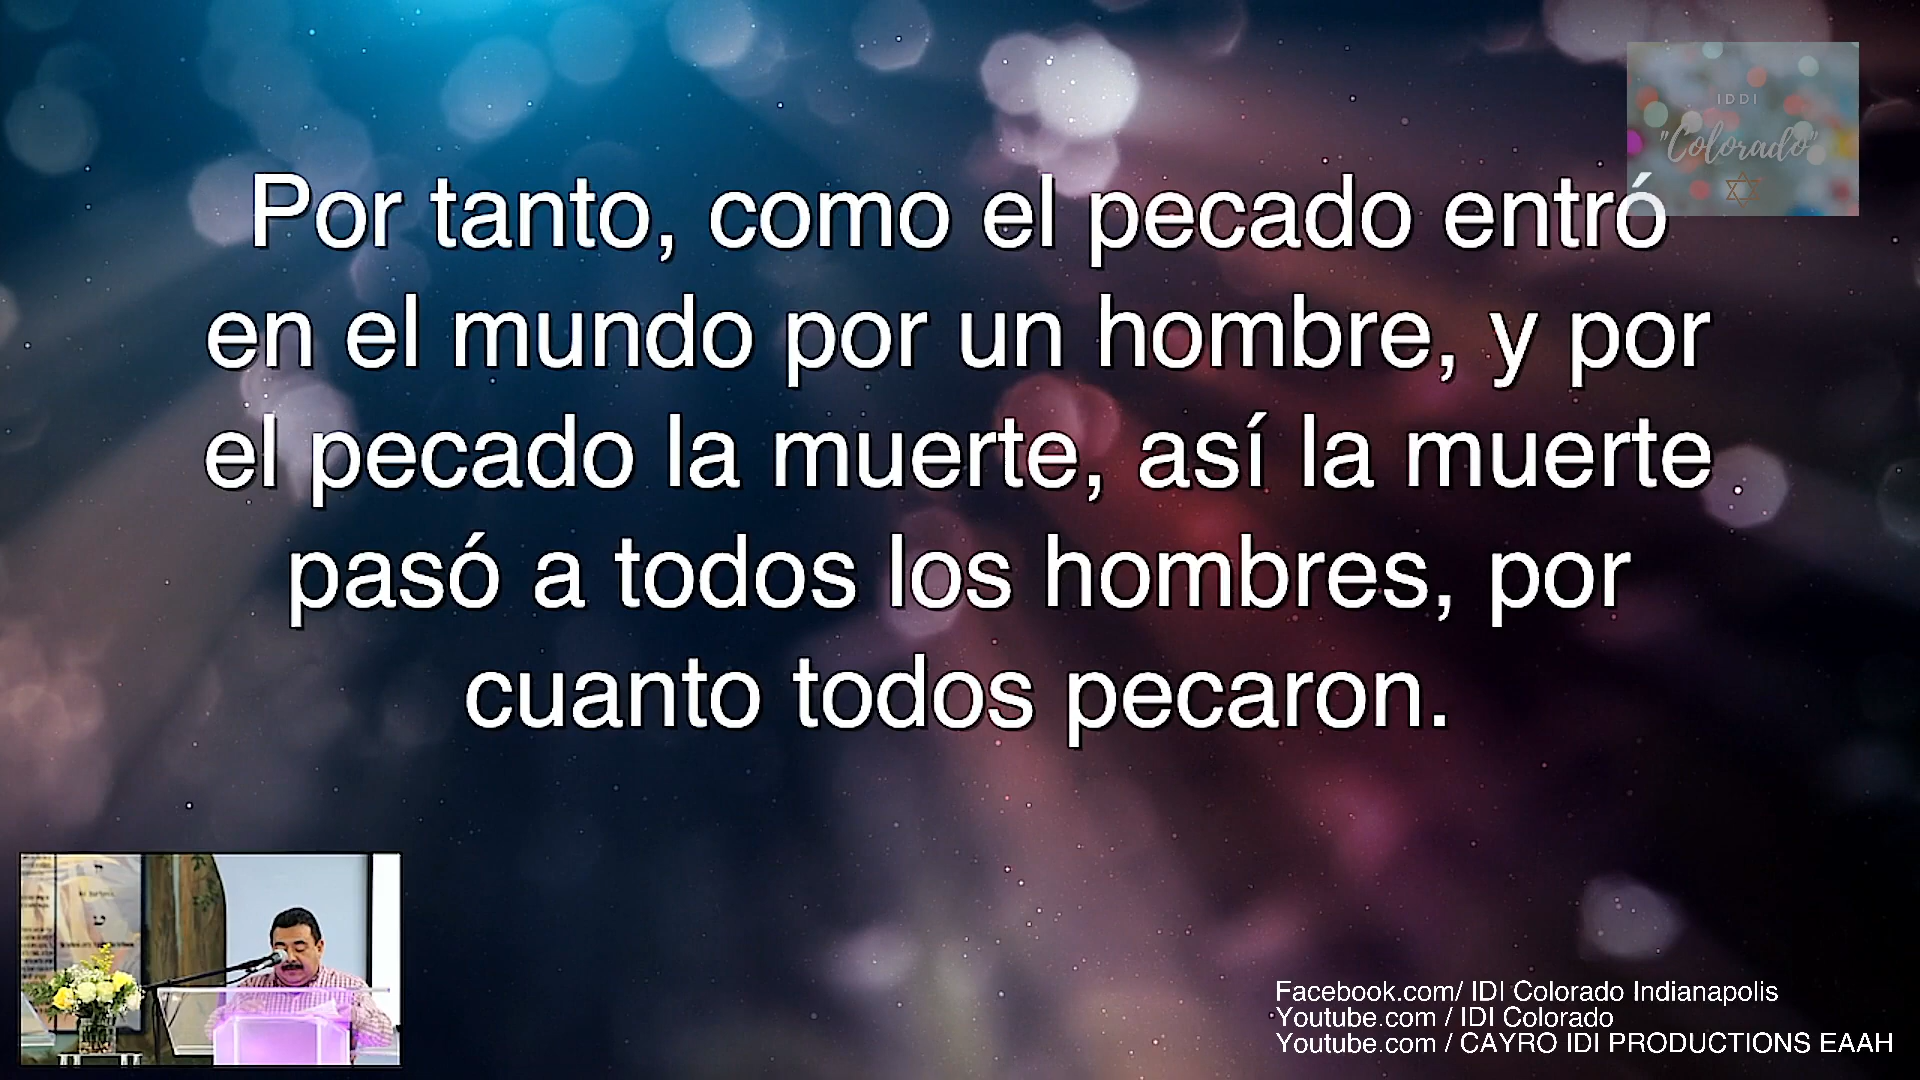 IDDI
"Colorado"
Por tanto, como el pecado entró
en el mundo por un hombre, y por
el pecado la muerte, así la muerte
pasó a todos los hombres, por
cuanto todos pecaron.
Facebook.com/ IDI Colorado Indianapolis
Youtube.com / IDI Colorado
Youtube.com / CAYRO IDI PRODUCTIONS EAAH